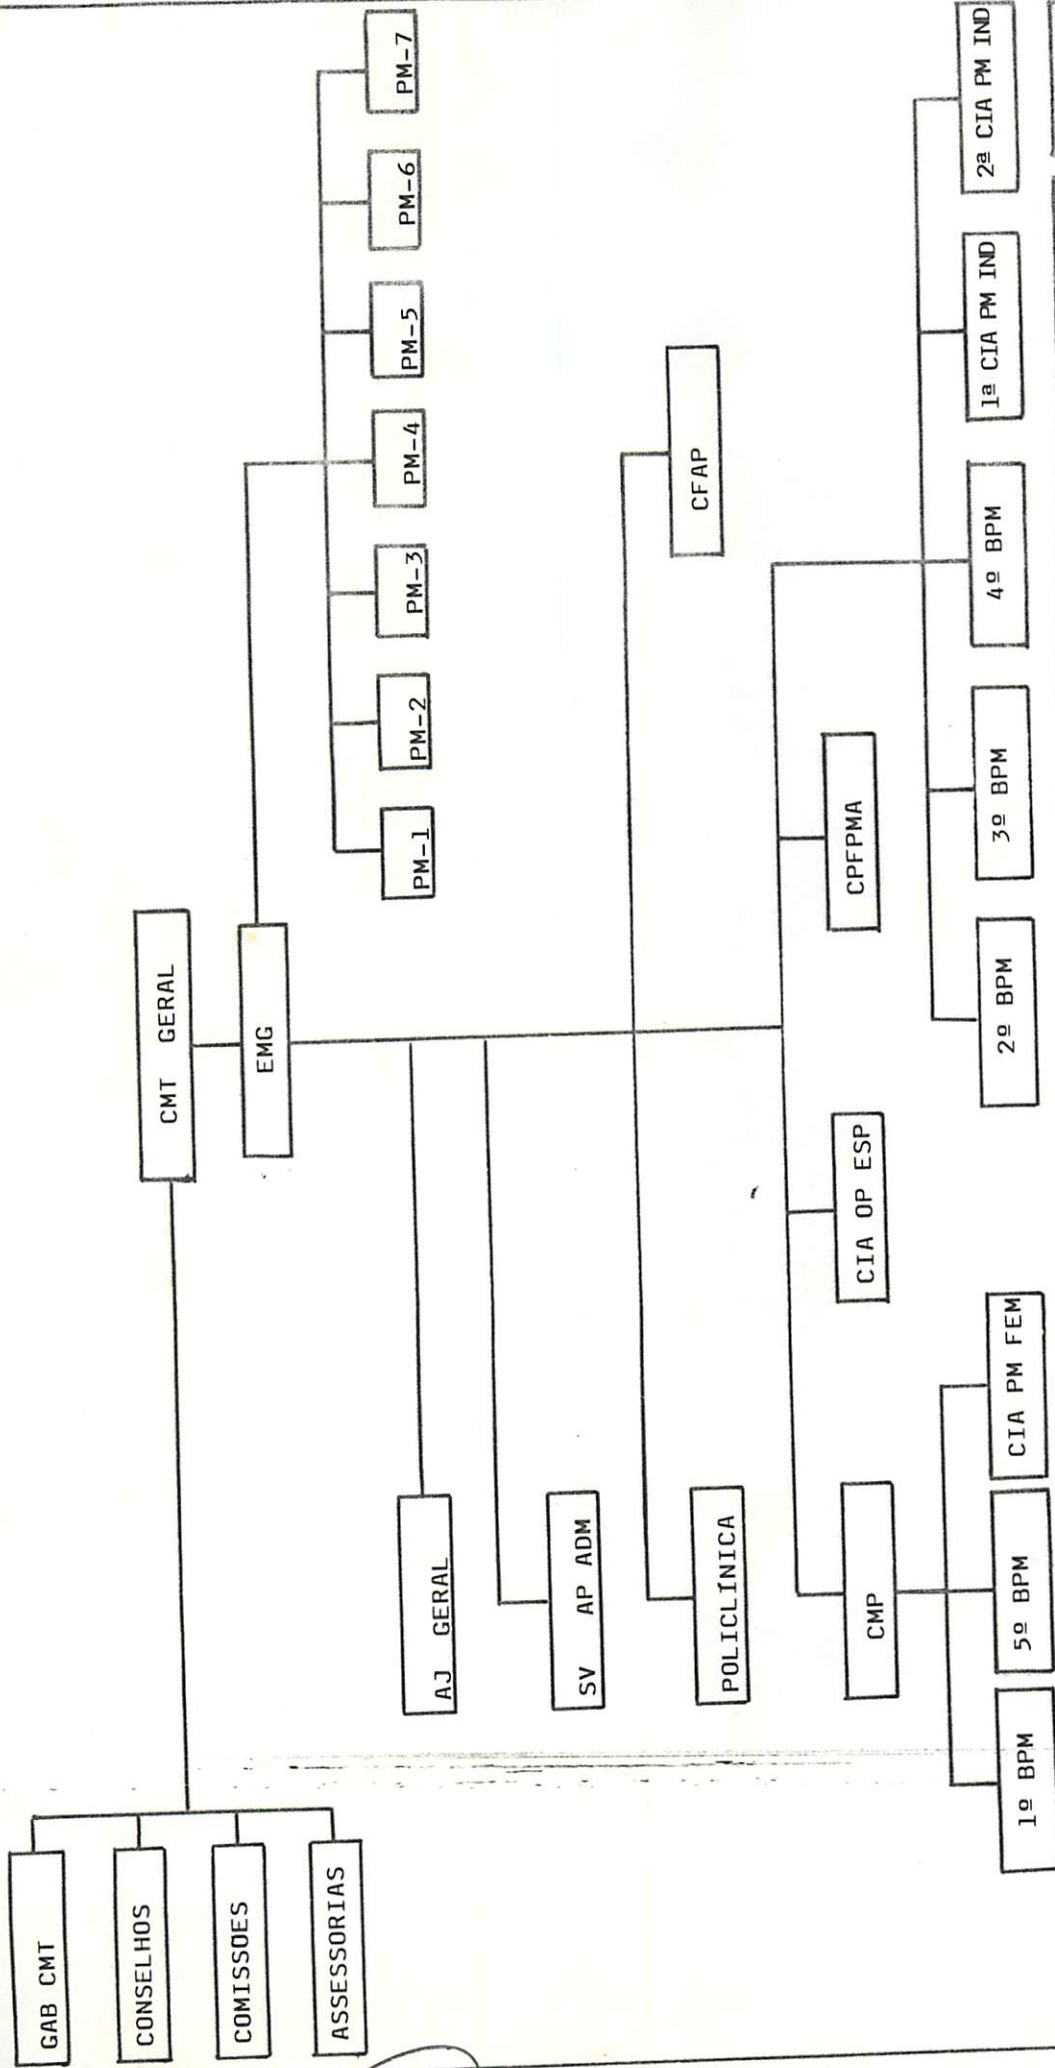 GAB CMT
CONSELHOS
COMISSOES
ASSESSORIAS
CMT GERAL
EMG
PM-1
PM-2
PM-3
PM-4
PM-5
PM-6
PM-7
AJ GERAL
SV AP ADM
POLICLÍNICA
CFAP
CMP
CIA OP ESP
CPFPMA
1º BPM
5º BPM
CIA PM FEM
2º BPM
3º BPM
4º BPM
1ª CIA PM IND
2ª CIA PM IND